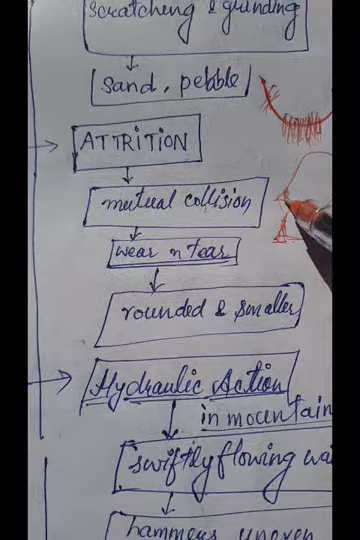 scratching & grinding
sand, pebble
ATTRITION
mutual collision
wear n tear
rounded & smaller
Hydraulic Action
in mountain
swiftly flowing wa
hammers uneven